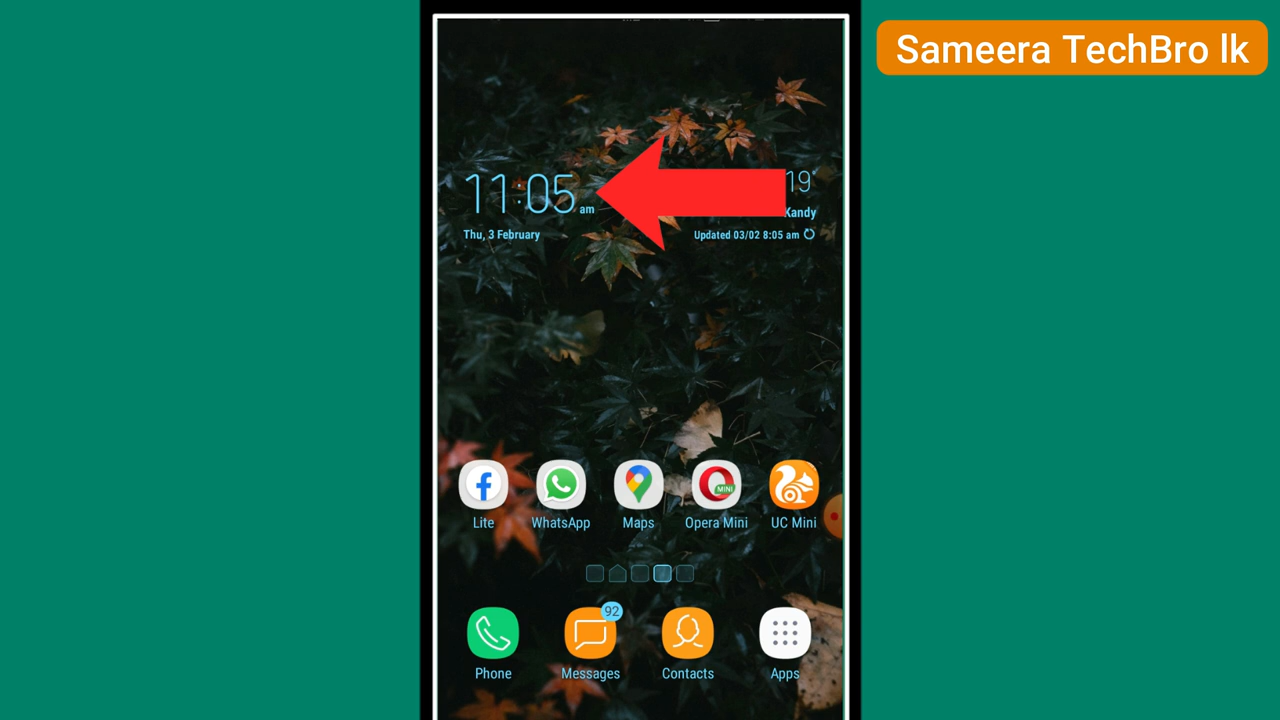 Sameera TechBro lk
11:05 am
19°
Kandy
Thu, 3 February
Updated 03/02 8:05 am
Lite
WhatsApp
Maps
MINI
Opera Mini
UC Mini
92
Phone
Messages
Contacts
Apps